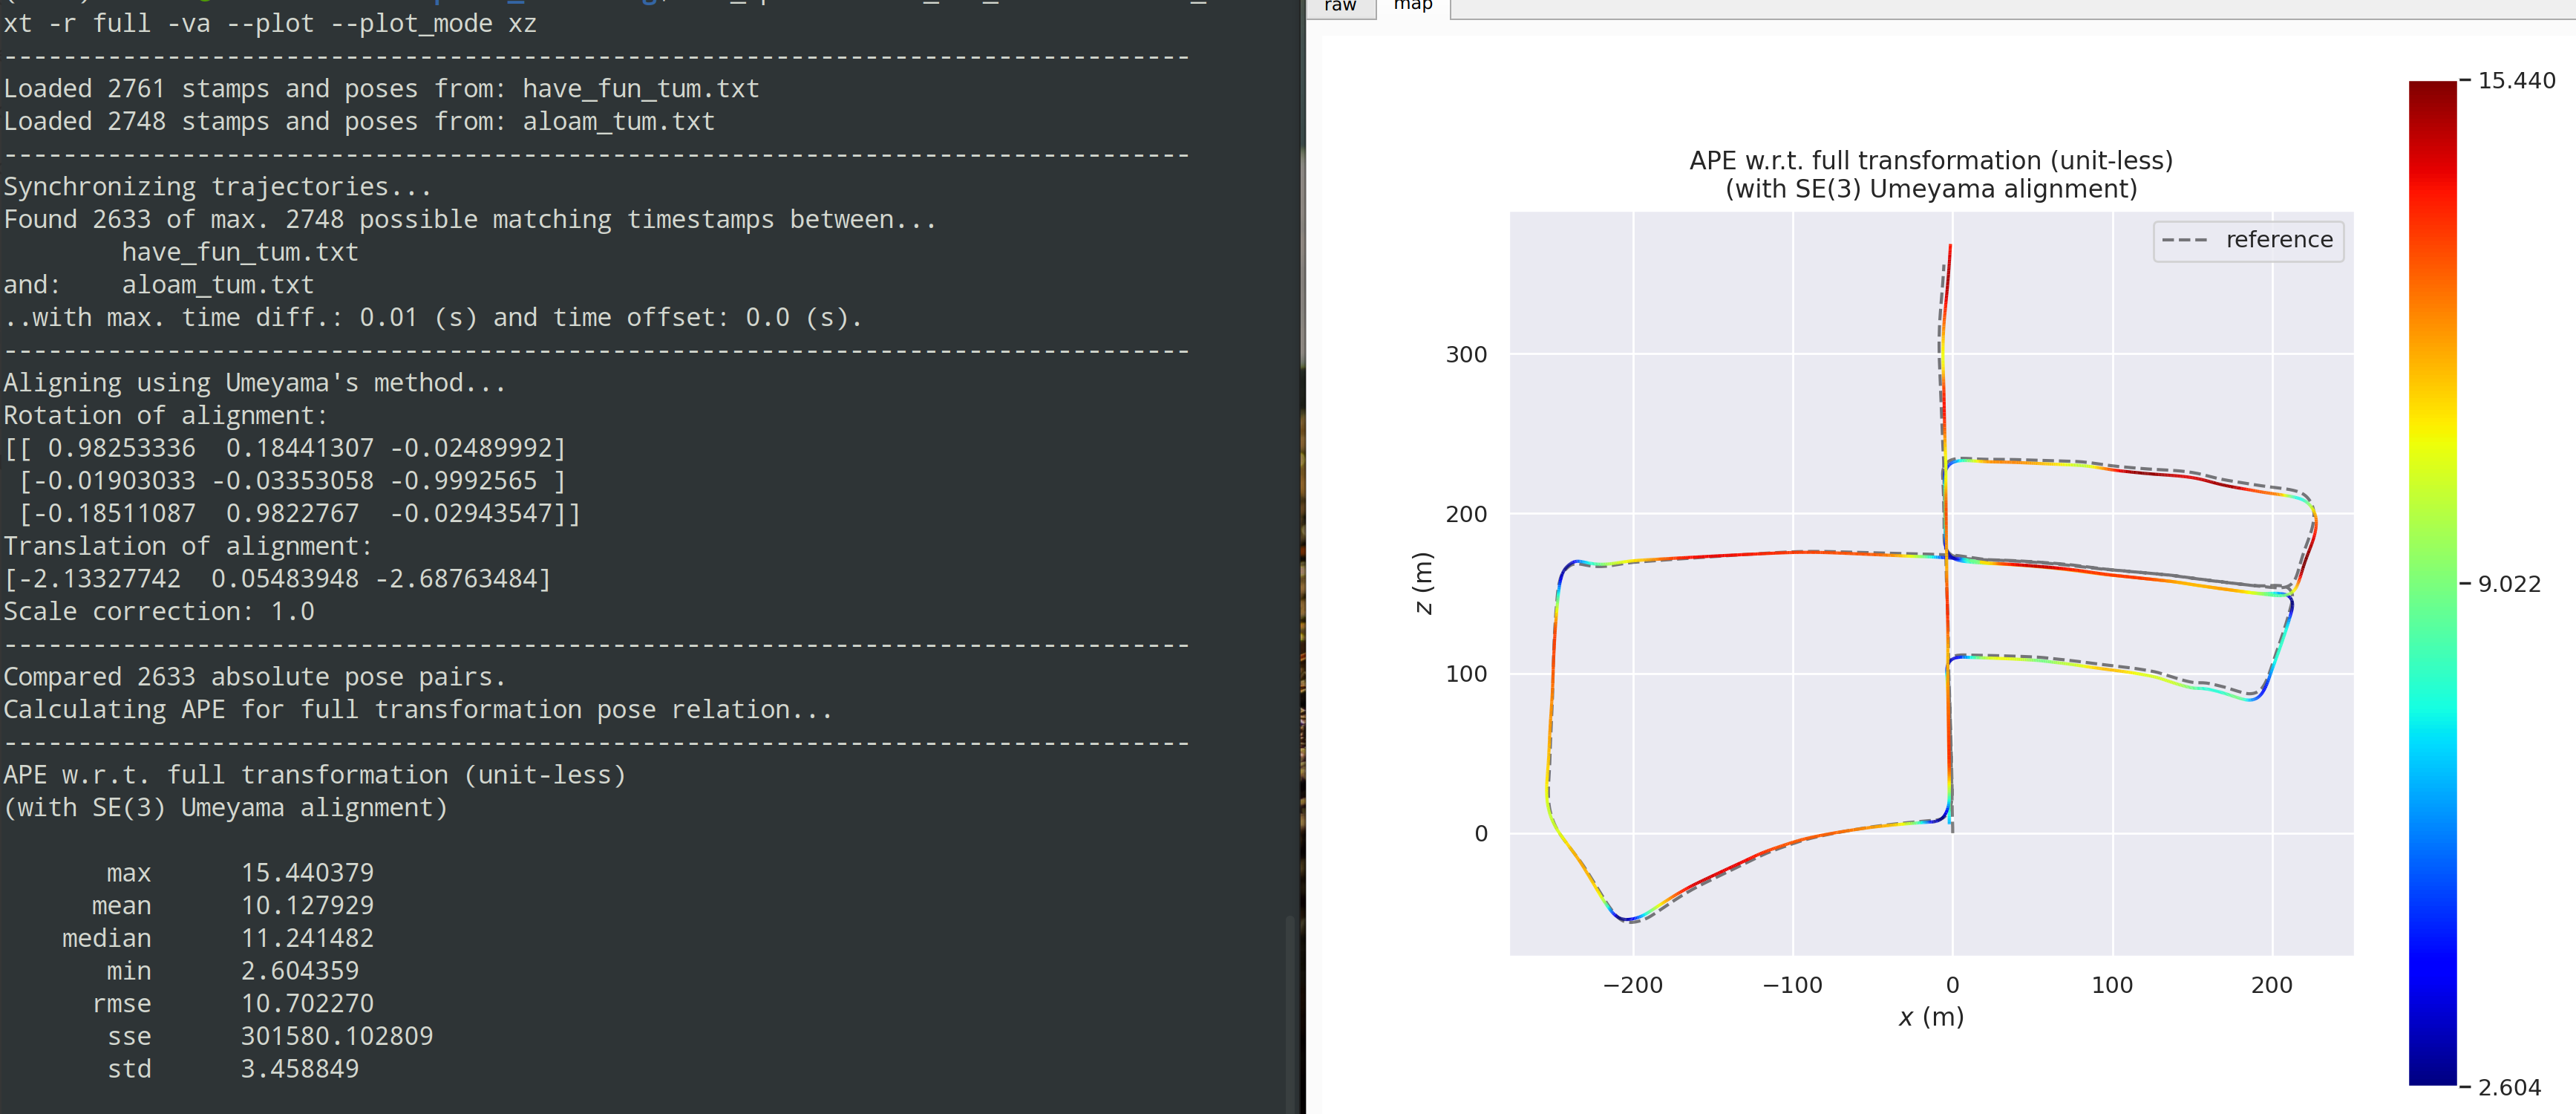 xt -r full -va --plot --plot_mode xz
--------------------------------------------------------------------------------
Loaded 2761 stamps and poses from: have_fun_tum.txt
Loaded 2748 stamps and poses from: aloam_tum.txt
--------------------------------------------------------------------------------
Synchronizing trajectories...
Found 2633 of max. 2748 possible matching timestamps between...
        have_fun_tum.txt
and:    aloam_tum.txt
..with max. time diff.: 0.01 (s) and time offset: 0.0 (s).
--------------------------------------------------------------------------------
Aligning using Umeyama's method...
Rotation of alignment:
[[ 0.98253336  0.18441307 -0.02489992]
 [-0.01903033 -0.03353058 -0.9992565 ]
 [-0.18511087  0.9822767  -0.02943547]]
Translation of alignment:
[-2.13327742  0.05483948 -2.68763484]
Scale correction: 1.0
--------------------------------------------------------------------------------
Compared 2633 absolute pose pairs.
Calculating APE for full transformation pose relation...
--------------------------------------------------------------------------------
APE w.r.t. full transformation (unit-less)
(with SE(3) Umeyama alignment)
       max      15.440379
      mean      10.127929
    median      11.241482
       min      2.604359
      rmse      10.702270
       sse      301580.102809
       std      3.458849
raw map
APE w.r.t. full transformation (unit-less)
(with SE(3) Umeyama alignment)
reference
300
200
100
0
z (m)
−200 −100 0 100 200
x (m)
15.440
9.022
2.604